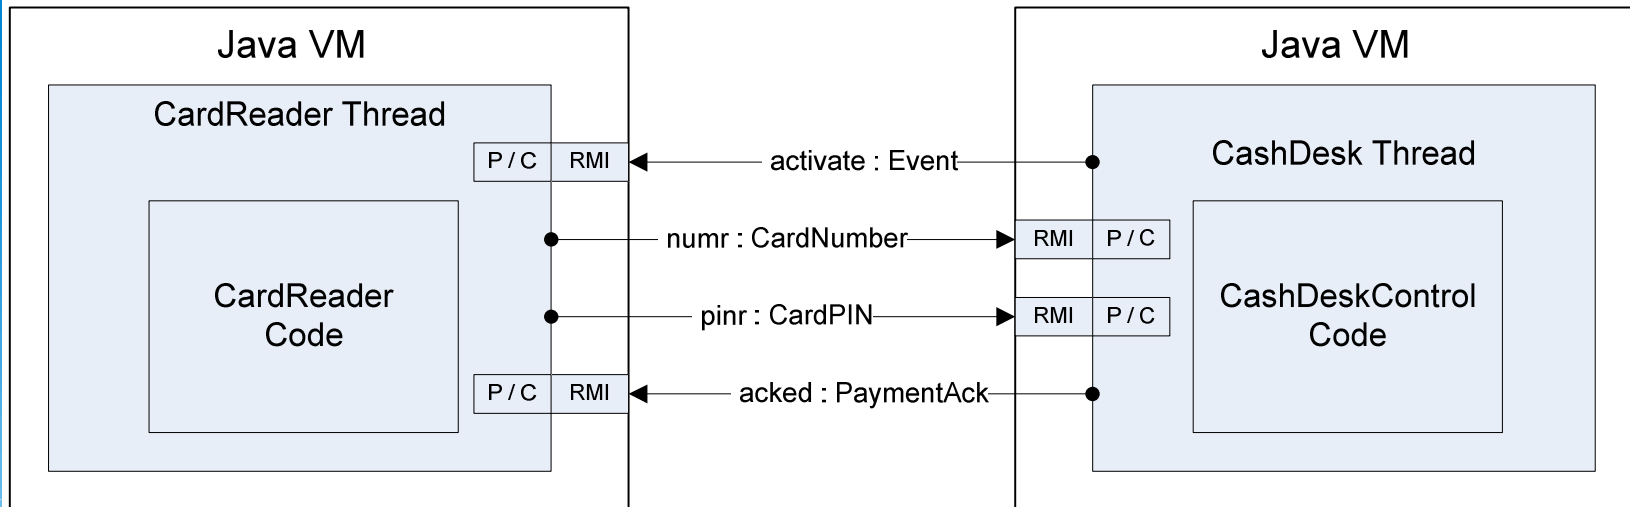 Java VM
CardReader Thread
P / C RMI
CardReader
Code
P / C RMI
activate : Event
numr : CardNumber
pinr : CardPIN
acked : PaymentAck
Java VM
CashDesk Thread
RMI P / C
RMI P / C
CashDeskControl
Code